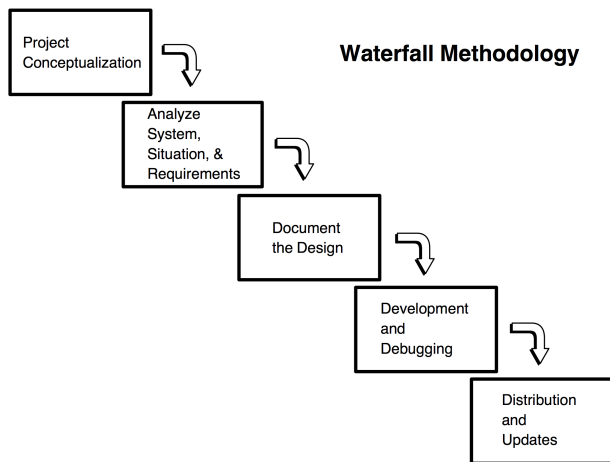 Waterfall Methodology
Project
Conceptualization
Analyze
System,
Situation, &
Requirements
Document
the Design
Development
and
Debugging
Distribution
and
Updates